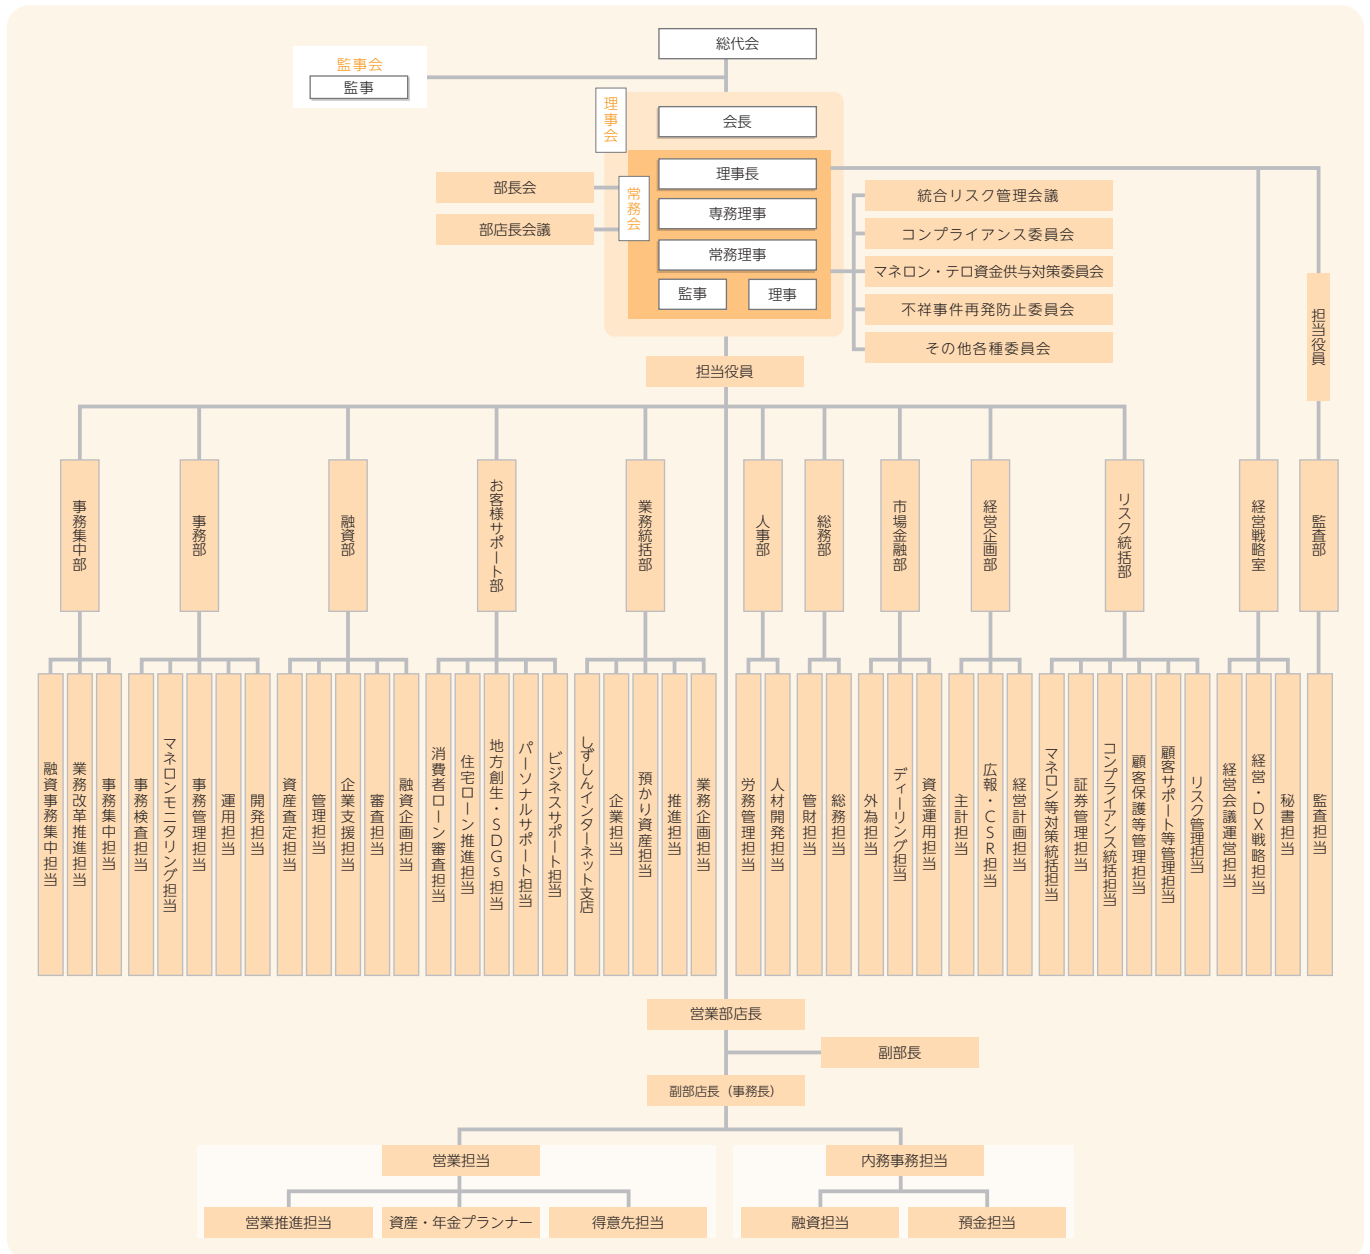 総代会
監事会
監事
理事会
会長
理事長
専務理事
常務理事
監事
理事
常務会
部長会
部店長会議
統合リスク管理会議
コンプライアンス委員会
マネロン・テロ資金供与対策委員会
不祥事件再発防止委員会
その他各種委員会
担当役員
担当役員
事務集中部
事務部
融資部
お客様サポート部
業務統括部
人事部
総務部
市場金融部
経営企画部
リスク統括部
経営戦略室
監査部
融資事務集中担当
業務改革推進担当
事務集中担当
事務検査担当
マネロンモニタリング担当
事務管理担当
運用担当
開発担当
資産査定担当
管理担当
企業支援担当
審査担当
融資企画担当
消費者ローン審査担当
住宅ローン推進担当
地方創生・SDGs担当
パーソナルサポート担当
ビジネスサポート担当
しずしんインターネット支店
企業担当
預かり資産担当
推進担当
業務企画担当
労務管理担当
人材開発担当
管財担当
総務担当
外為担当
ディーリング担当
資金運用担当
主計担当
広報・CSR担当
経営計画担当
マネロン等対策統括担当
証券管理担当
コンプライアンス統括担当
顧客保護等管理担当
顧客サポート等管理担当
リスク管理担当
経営会議運営担当
経営・DX戦略担当
秘書担当
監査担当
営業部店長
副部長
副部店長（事務長）
営業担当
内務事務担当
営業推進担当
資産・年金プランナー
得意先担当
融資担当
預金担当